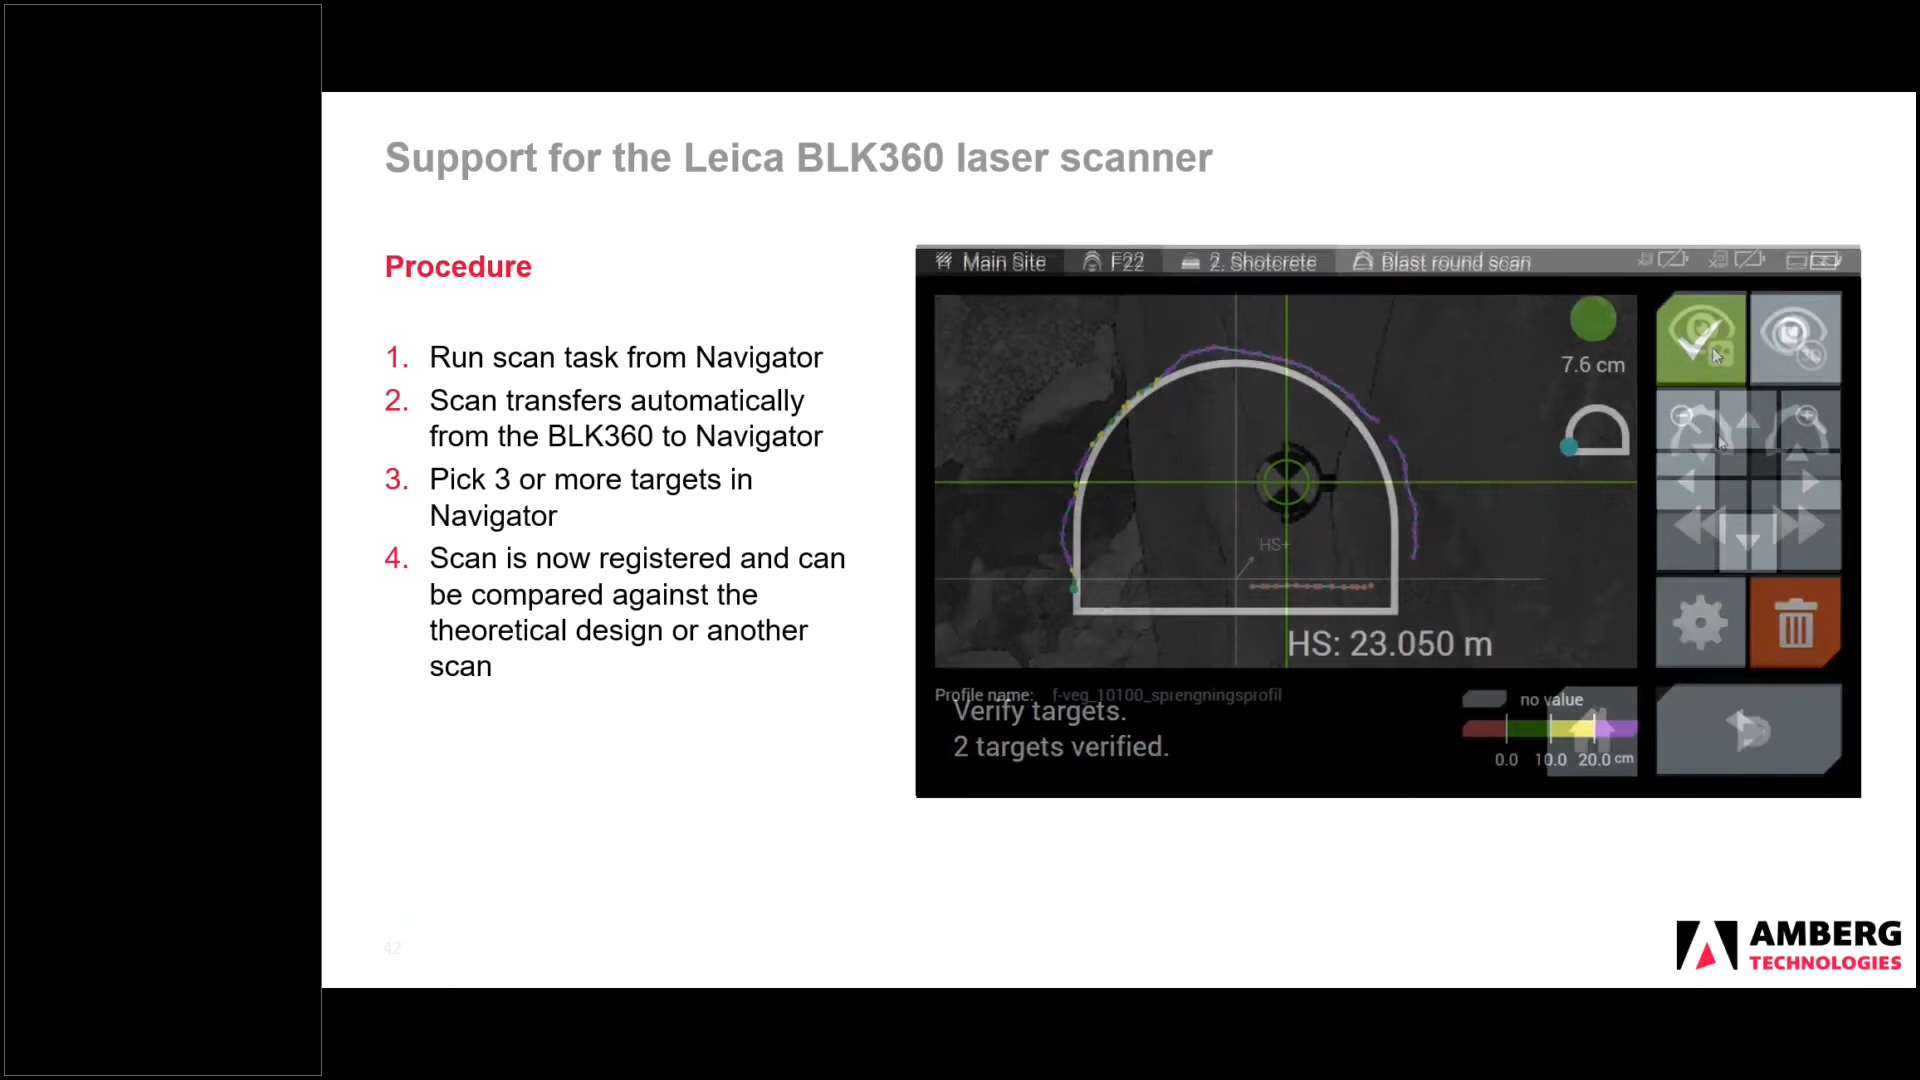 Support for the Leica BLK360 laser scanner
Procedure
1. Run scan task from Navigator
2. Scan transfers automatically
from the BLK360 to Navigator
3. Pick 3 or more targets in
Navigator
4. Scan is now registered and can
be compared against the
theoretical design or another
scan
Main Site F22 2. Shotcrete Blast round scan
7.6 cm
HS+
HS: 23.050 m
Profile name: f-veg_10100_sprengningsprofil
Verify targets.
2 targets verified.
no value
0.0 10.0 20.0 cm
42
AMBERG
TECHNOLOGIES